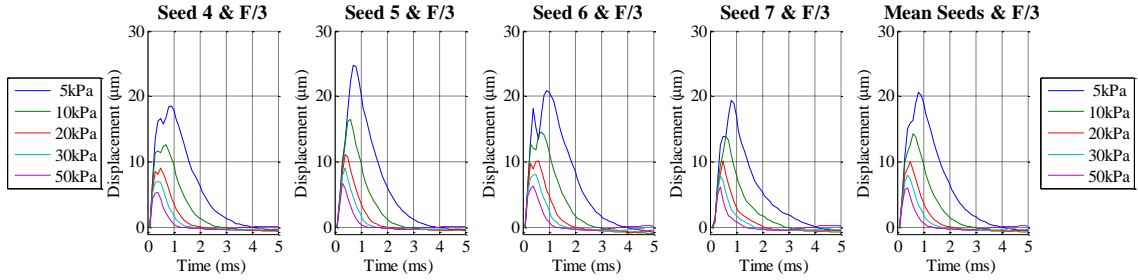 Seed 4 & F/3
Seed 5 & F/3
Seed 6 & F/3
Seed 7 & F/3
Mean Seeds & F/3
5kPa
10kPa
20kPa
30kPa
50kPa
Displacement (μm)
30
20
10
0
0 1 2 3 4 5
Time (ms)
Displacement (μm)
30
20
10
0
0 1 2 3 4 5
Time (ms)
Displacement (μm)
30
20
10
0
0 1 2 3 4 5
Time (ms)
Displacement (μm)
30
20
10
0
0 1 2 3 4 5
Time (ms)
Displacement (μm)
30
20
10
0
0 1 2 3 4 5
Time (ms)
5kPa
10kPa
20kPa
30kPa
50kPa